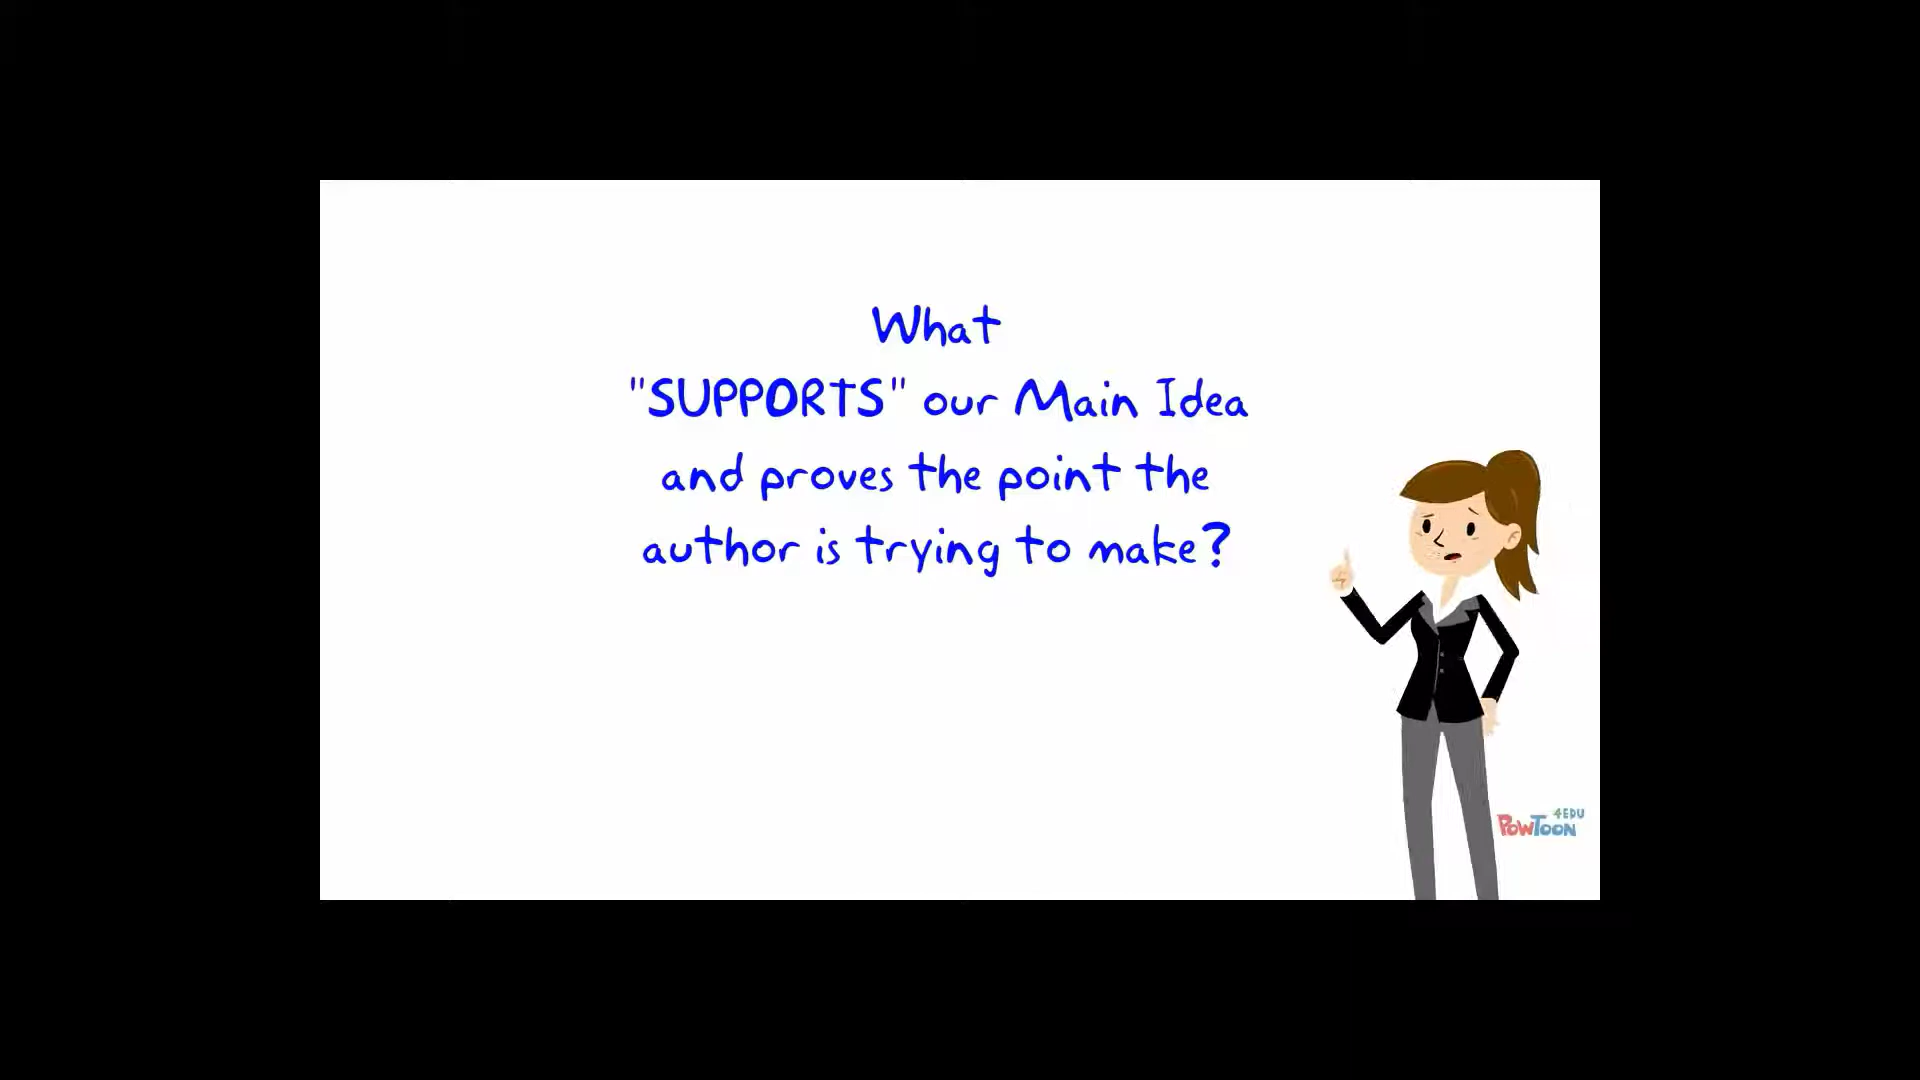 What
"SUPPORTS" our Main Idea
and proves the point the
author is trying to make?
4EDU
POWTOON